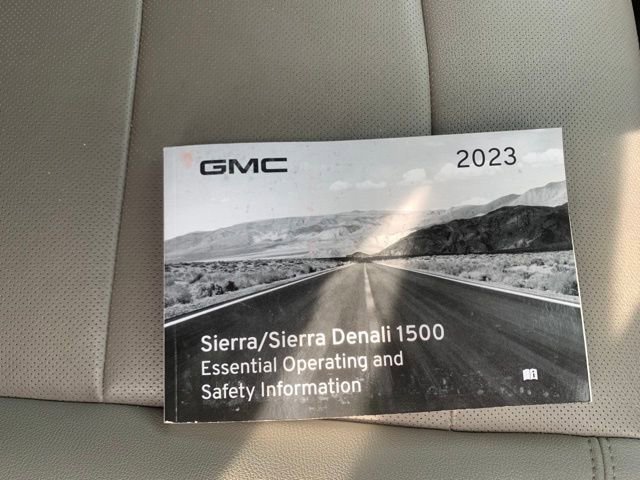 GMC
2023
Sierra/Sierra Denali 1500
Essential Operating and
Safety Information